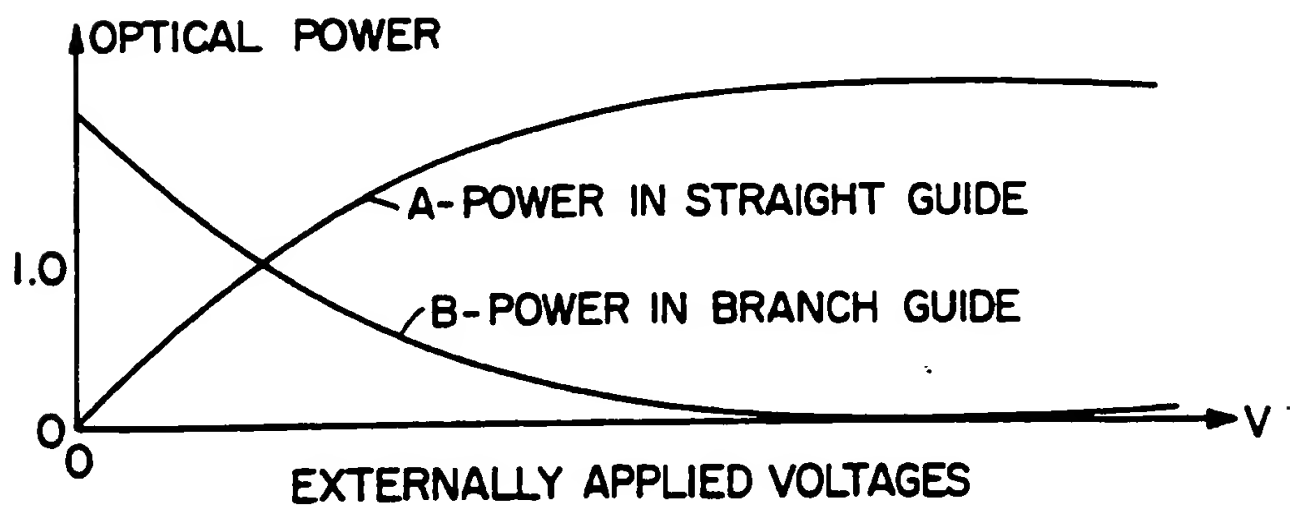 OPTICAL POWER
A-POWER IN STRAIGHT GUIDE
1.0
B-POWER IN BRANCH GUIDE
0
V
0
EXTERNALLY APPLIED VOLTAGES